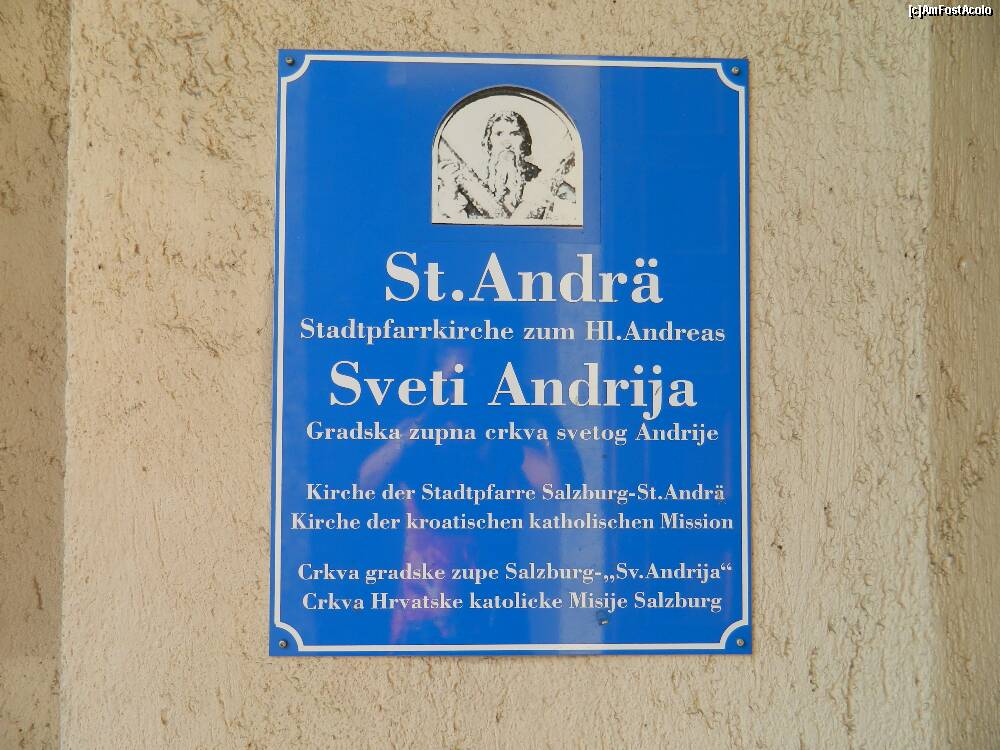 [c]AmFostAcolo
St.Andrä
Stadtpfarrkirche zum Hl.Andreas
Sveti Andrija
Gradska zupna crkva svetog Andrije
Kirche der Stadtpfarre Salzburg-St.Andrä
Kirche der kroatischen katholischen Mission
Crkva gradske zupe Salzburg-„Sv.Andrija“
Crkva Hrvatske katolicke Misije Salzburg